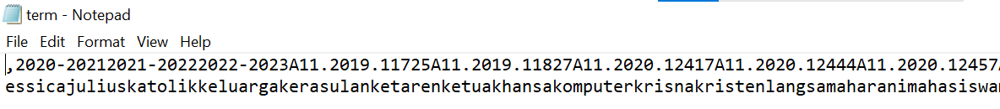 term - Notepad
File Edit Format View Help
,2020-20212021-20222022-2023A11.2019.11725A11.2019.11827A11.2020.12417A11.2020.12444A11.2020.12457A
essicajuliuskatolikkeluargakerasulanketarenketuakhansakomputerkrisnakristenlangsamaharanimahasiswa